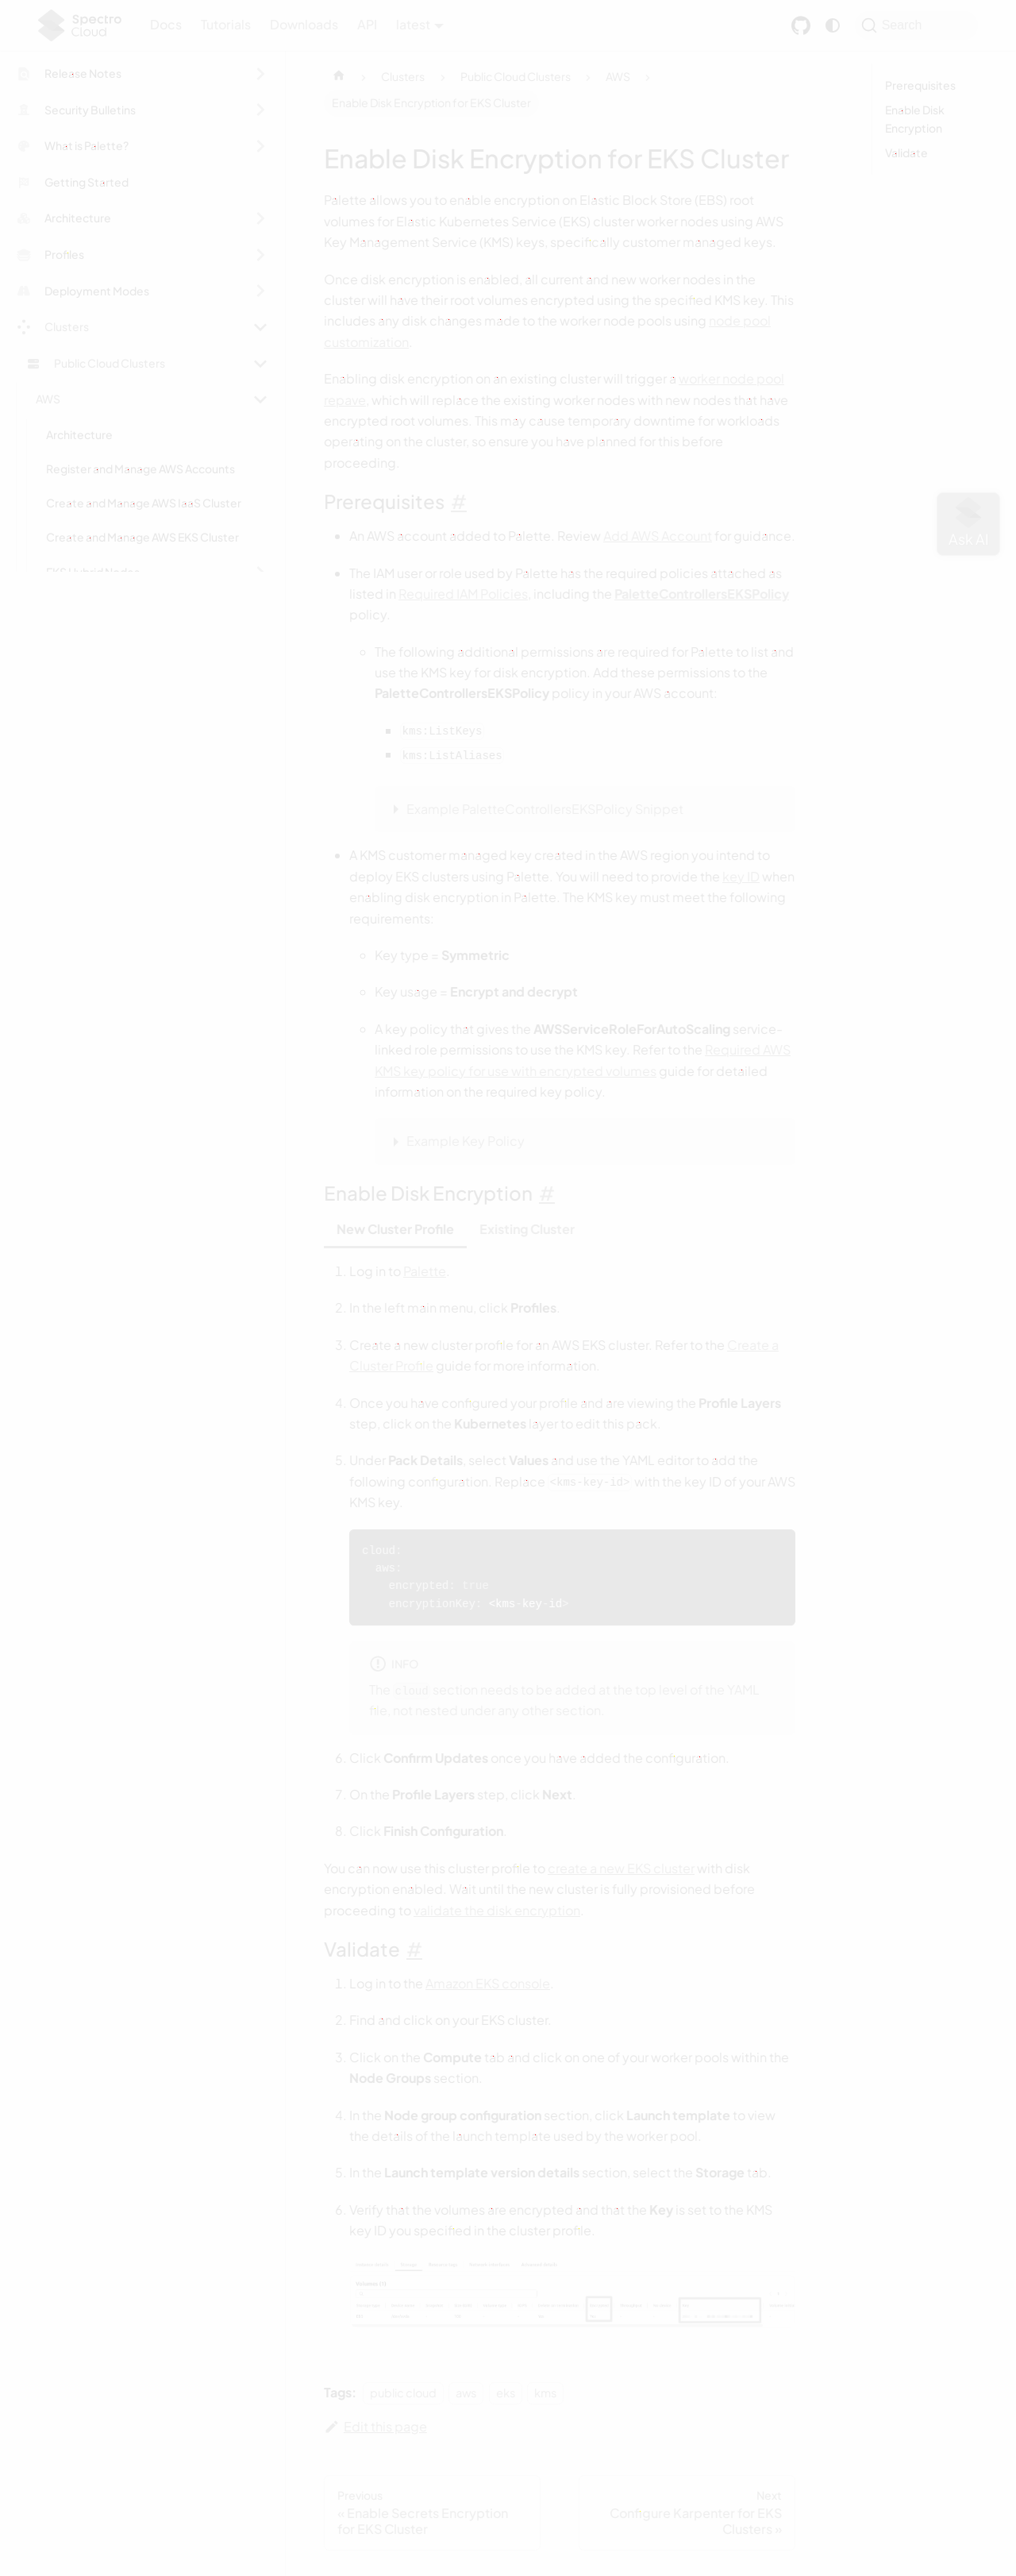 Spectro Cloud
Docs
Tutorials
Downloads
API
latest
Search
Release Notes
Security Bulletins
What is Palette?
Getting Started
Architecture
Profiles
Deployment Modes
Clusters
Public Cloud Clusters
AWS
Architecture
Register and Manage AWS Accounts
Create and Manage AWS IaaS Cluster
Create and Manage AWS EKS Cluster
EKS Hybrid Nodes
Clusters
Public Cloud Clusters
AWS
Enable Disk Encryption for EKS Cluster
Prerequisites
Enable Disk
Encryption
Validate
Ask AI
Enable Disk Encryption for EKS Cluster
Palette allows you to enable encryption on Elastic Block Store (EBS) root
volumes for Elastic Kubernetes Service (EKS) cluster worker nodes using AWS
Key Management Service (KMS) keys, specifically customer managed keys.
Once disk encryption is enabled, all current and new worker nodes in the
cluster will have their root volumes encrypted using the specified KMS key. This
includes any disk changes made to the worker node pools using node pool
customization.
Enabling disk encryption on an existing cluster will trigger a worker node pool
repave, which will replace the existing worker nodes with new nodes that have
encrypted root volumes. This may cause temporary downtime for workloads
operating on the cluster, so ensure you have planned for this before
proceeding.
Prerequisites #
An AWS account added to Palette. Review Add AWS Account for guidance.
The IAM user or role used by Palette has the required policies attached as
listed in Required IAM Policies, including the PaletteControllersEKSPolicy
policy.
The following additional permissions are required for Palette to list and
use the KMS key for disk encryption. Add these permissions to the
PaletteControllersEKSPolicy policy in your AWS account:
kms:ListKeys
kms:ListAliases
Example PaletteControllersEKSPolicy Snippet
A KMS customer managed key created in the AWS region you intend to
deploy EKS clusters using Palette. You will need to provide the key ID when
enabling disk encryption in Palette. The KMS key must meet the following
requirements:
Key type = Symmetric
Key usage = Encrypt and decrypt
A key policy that gives the AWSServiceRoleForAutoScaling service-
linked role permissions to use the KMS key. Refer to the Required AWS
KMS key policy for use with encrypted volumes guide for detailed
information on the required key policy.
Example Key Policy
Enable Disk Encryption #
New Cluster Profile
Existing Cluster
1. Log in to Palette.
2. In the left main menu, click Profiles.
3. Create a new cluster profile for an AWS EKS cluster. Refer to the Create a
Cluster Profile guide for more information.
4. Once you have configured your profile and are viewing the Profile Layers
step, click on the Kubernetes layer to edit this pack.
5. Under Pack Details, select Values and use the YAML editor to add the
following configuration. Replace <kms-key-id> with the key ID of your AWS
KMS key.
cloud:
aws:
encrypted: true
encryptionKey: <kms-key-id>
INFO
The cloud section needs to be added at the top level of the YAML
file, not nested under any other section.
6. Click Confirm Updates once you have added the configuration.
7. On the Profile Layers step, click Next.
8. Click Finish Configuration.
You can now use this cluster profile to create a new EKS cluster with disk
encryption enabled. Wait until the new cluster is fully provisioned before
proceeding to validate the disk encryption.
Validate #
1. Log in to the Amazon EKS console.
2. Find and click on your EKS cluster.
3. Click on the Compute tab and click on one of your worker pools within the
Node Groups section.
4. In the Node group configuration section, click Launch template to view
the details of the launch template used by the worker pool.
5. In the Launch template version details section, select the Storage tab.
6. Verify that the volumes are encrypted and that the Key is set to the KMS
key ID you specified in the cluster profile.
Tags:
public cloud
aws
eks
kms
Edit this page
Previous
« Enable Secrets Encryption
for EKS Cluster
Next
Configure Karpenter for EKS
Clusters »